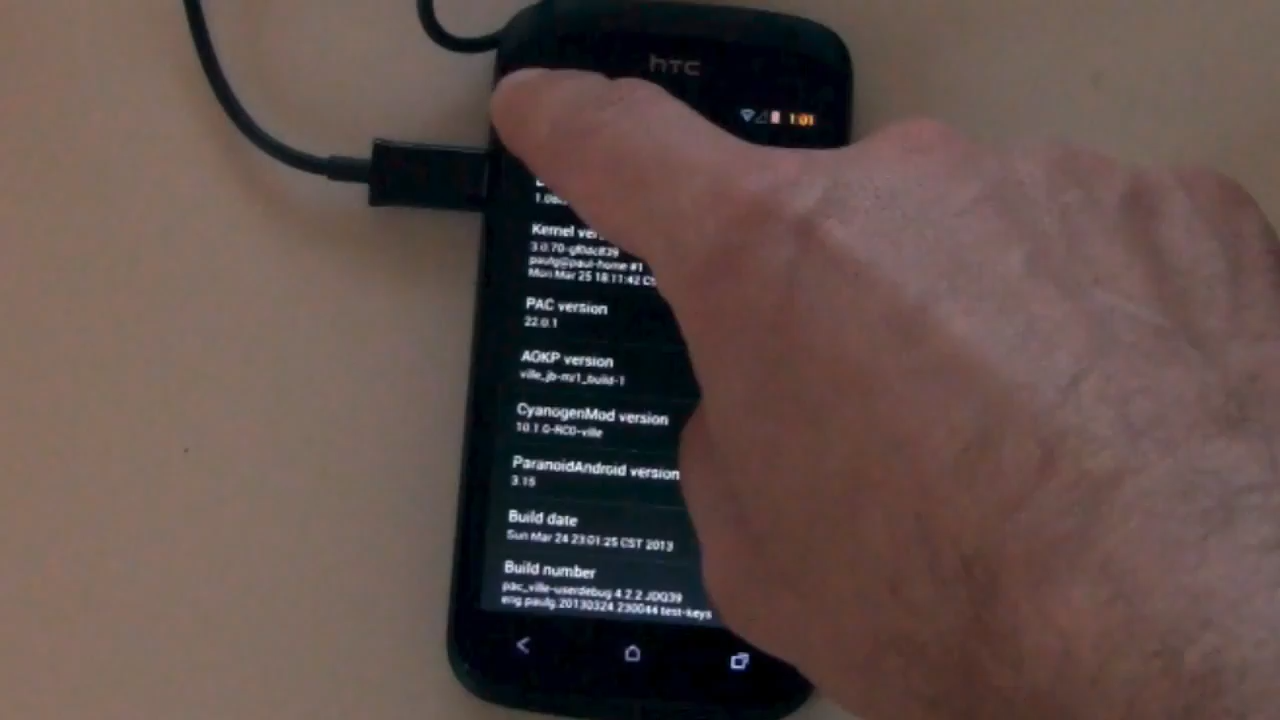 hTC
1:01
Kernel
3.0.70-g
paulg@paul-home #1
Mon Mar 25 18:11:42
PAC version
22.0.1
AOKP version
ville_jb-mr1_build-1
CyanogenMod version
10.1.0-RC0-ville
ParanoidAndroid version
3.15
Build date
Sun Mar 24 23:01:25 CST 2013
Build number
pac_ville-userdebug 4.2.2 JDQ39
eng.paulg.20130324.230044 test-keys